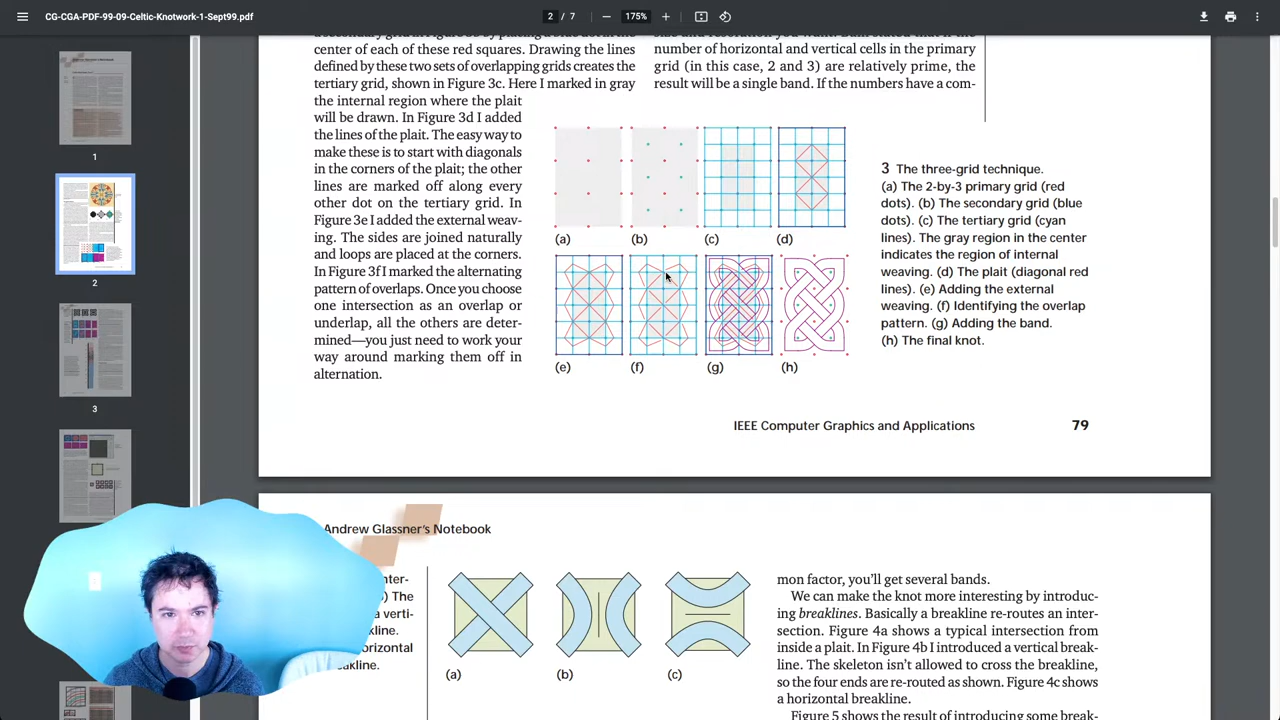 CG-CGA-PDF-99-09-Celtic-Knotwork-1-Sept99.pdf
2 / 7
175%
1
2
3
center of each of these red squares. Drawing the lines
defined by these two sets of overlapping grids creates the
tertiary grid, shown in Figure 3c. Here I marked in gray
the internal region where the plait
will be drawn. In Figure 3d I added
the lines of the plait. The easy way to
make these is to start with diagonals
in the corners of the plait; the other
lines are marked off along every
other dot on the tertiary grid. In
Figure 3e I added the external weav-
ing. The sides are joined naturally
and loops are placed at the corners.
In Figure 3f I marked the alternating
pattern of overlaps. Once you choose
one intersection as an overlap or
underlap, all the others are deter-
mined—you just need to work your
way around marking them off in
alternation.
number of horizontal and vertical cells in the primary
grid (in this case, 2 and 3) are relatively prime, the
result will be a single band. If the numbers have a com-
(a)
(b)
(c)
(d)
(e)
(f)
(g)
(h)
3 The three-grid technique.
(a) The 2-by-3 primary grid (red
dots). (b) The secondary grid (blue
dots). (c) The tertiary grid (cyan
lines). The gray region in the center
indicates the region of internal
weaving. (d) The plait (diagonal red
lines). (e) Adding the external
weaving. (f) Identifying the overlap
pattern. (g) Adding the band.
(h) The final knot.
IEEE Computer Graphics and Applications
79
Andrew Glassner's Notebook
The
(a)
(b)
(c)
mon factor, you'll get several bands.
We can make the knot more interesting by introduc-
ing breaklines. Basically a breakline re-routes an inter-
section. Figure 4a shows a typical intersection from
inside a plait. In Figure 4b I introduced a vertical break-
line. The skeleton isn't allowed to cross the breakline,
so the four ends are re-routed as shown. Figure 4c shows
a horizontal breakline.
Figure 5 shows the result of introducing some break-